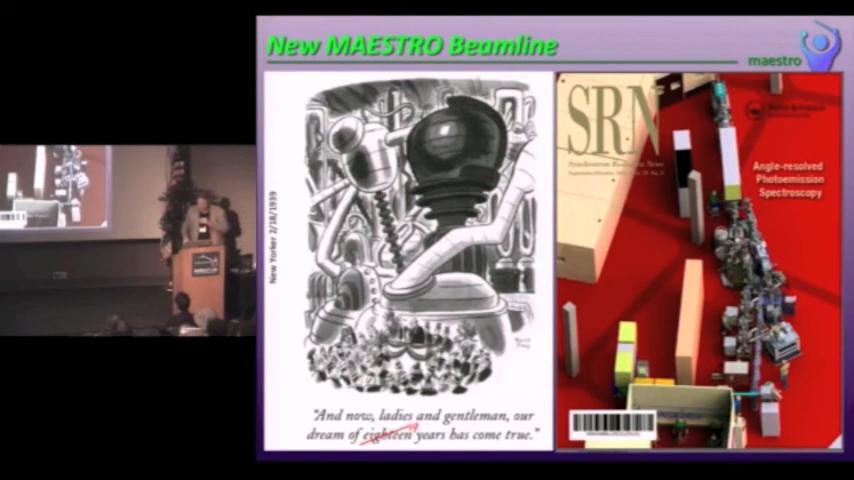 New MAESTRO Beamline
maestro
New Yorker 2/18/1939
"And now, ladies and gentleman, our
dream of eighteen years has come true."
19
SRN
Synchrotron Radiation News
Angle-resolved
Photoemission
Spectroscopy